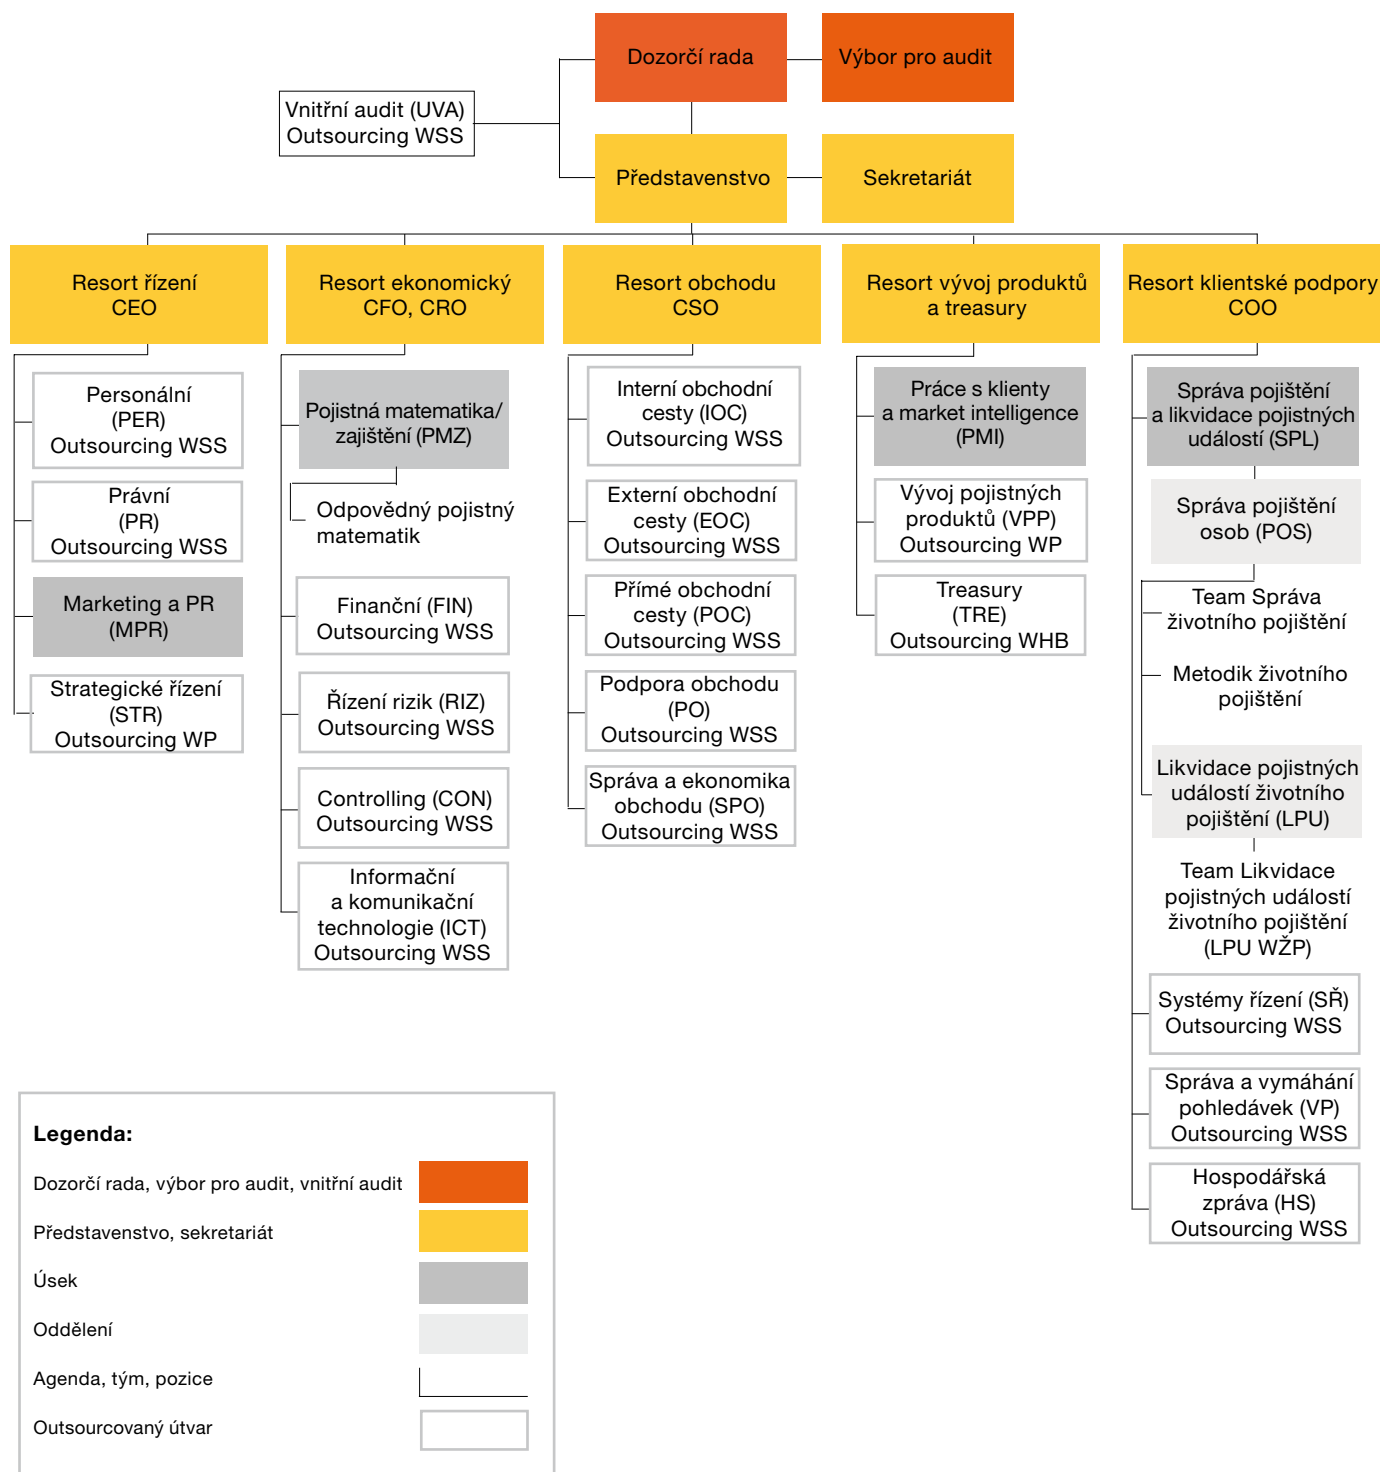 Dozorčí rada
Výbor pro audit
Vnitřní audit (UVA)
Outsourcing WSS
Představenstvo
Sekretariát
Resort řízení
CEO
Resort ekonomický
CFO, CRO
Resort obchodu
CSO
Resort vývoj produktů
a treasury
Resort klientské podpory
COO
Personální
(PER)
Outsourcing WSS
Právní
(PR)
Outsourcing WSS
Marketing a PR
(MPR)
Strategické řízení
(STR)
Outsourcing WP
Pojistná matematika/
zajištění (PMZ)
Odpovědný pojistný
matematik
Finanční (FIN)
Outsourcing WSS
Řízení rizik (RIZ)
Outsourcing WSS
Controlling (CON)
Outsourcing WSS
Informační
a komunikační
technologie (ICT)
Outsourcing WSS
Interní obchodní
cesty (IOC)
Outsourcing WSS
Externí obchodní
cesty (EOC)
Outsourcing WSS
Přímé obchodní
cesty (POC)
Outsourcing WSS
Podpora obchodu
(PO)
Outsourcing WSS
Správa a ekonomika
obchodu (SPO)
Outsourcing WSS
Práce s klienty
a market intelligence
(PMI)
Vývoj pojistných
produktů (VPP)
Outsourcing WP
Treasury
(TRE)
Outsourcing WHB
Správa pojištění
a likvidace pojistných
událostí (SPL)
Správa pojištění
osob (POS)
Team Správa
životního pojištění
Metodik životního
pojištění
Likvidace pojistných
událostí životního
pojištění (LPU)
Team Likvidace
pojistných událostí
životního pojištění
(LPU WŽP)
Systémy řízení (SŘ)
Outsourcing WSS
Správa a vymáhání
pohledávek (VP)
Outsourcing WSS
Hospodářská
zpráva (HS)
Outsourcing WSS
Legenda:
Dozorčí rada, výbor pro audit, vnitřní audit
Představenstvo, sekretariát
Úsek
Oddělení
Agenda, tým, pozice
Outsourcovaný útvar